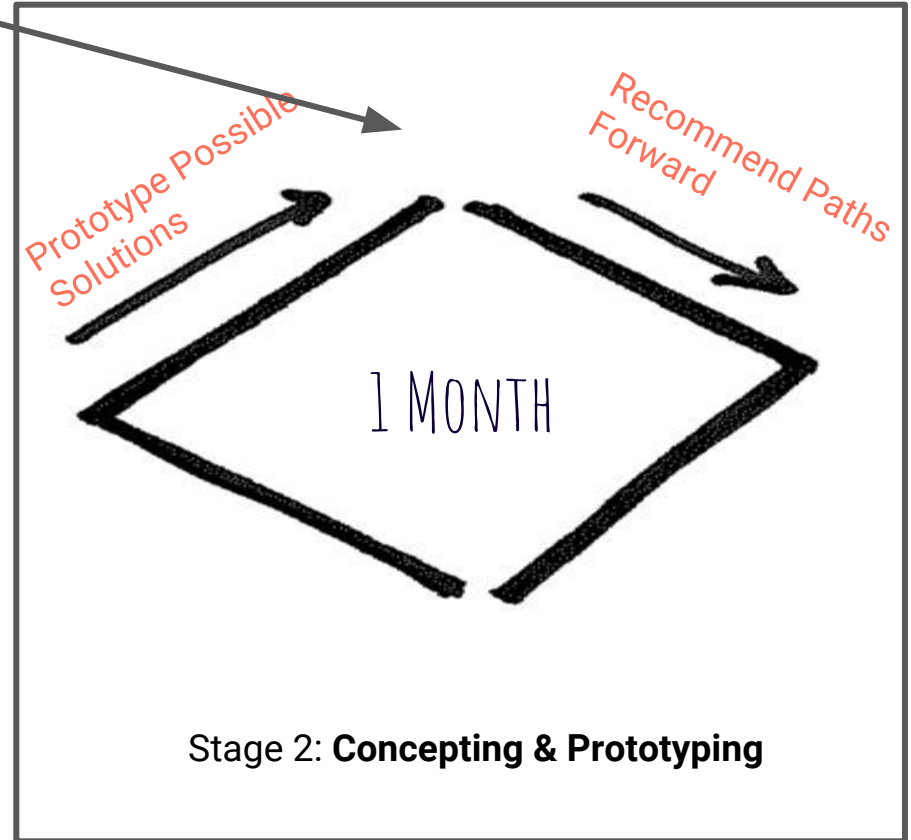 Prototype Possible
Solutions
Recommend Paths
Forward
1 Month
Stage 2: Concepting & Prototyping